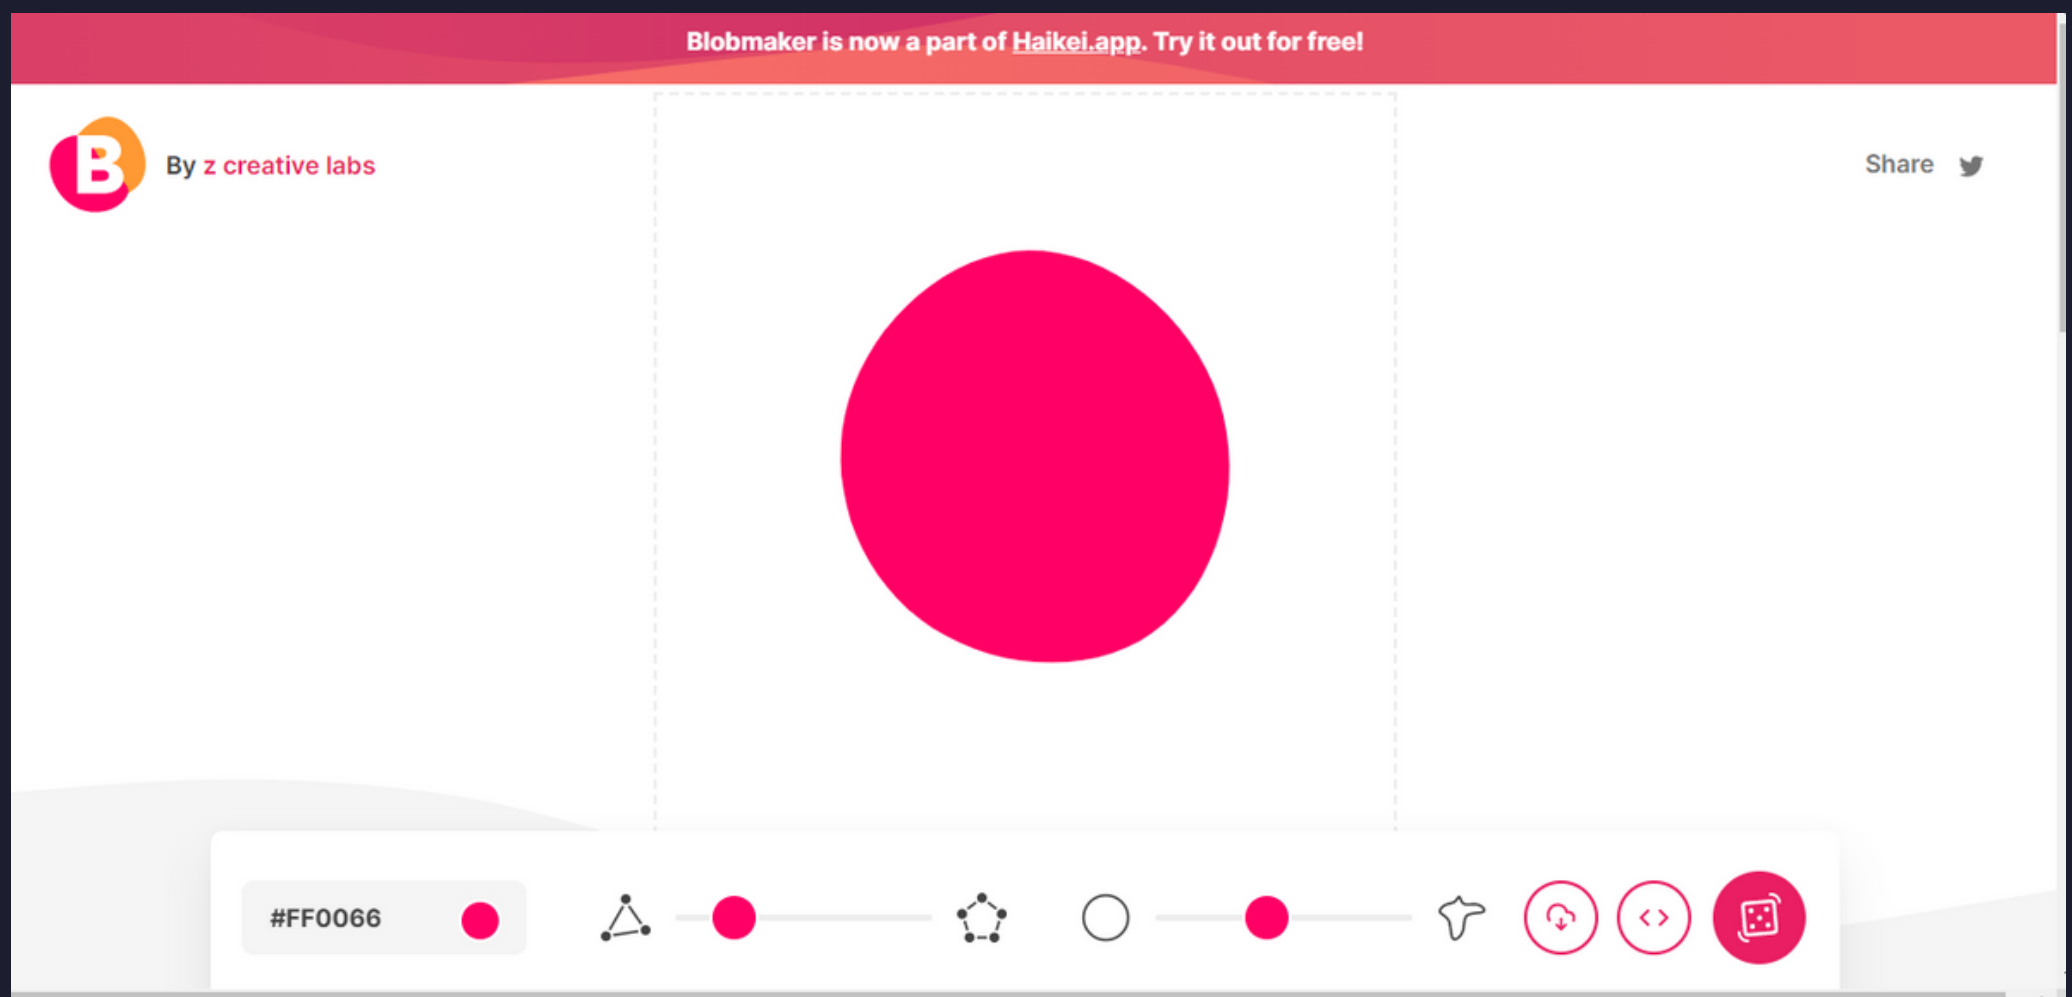 Blobmaker is now a part of Haikei.app. Try it out for free!
B
By z creative labs
Share
#FF0066